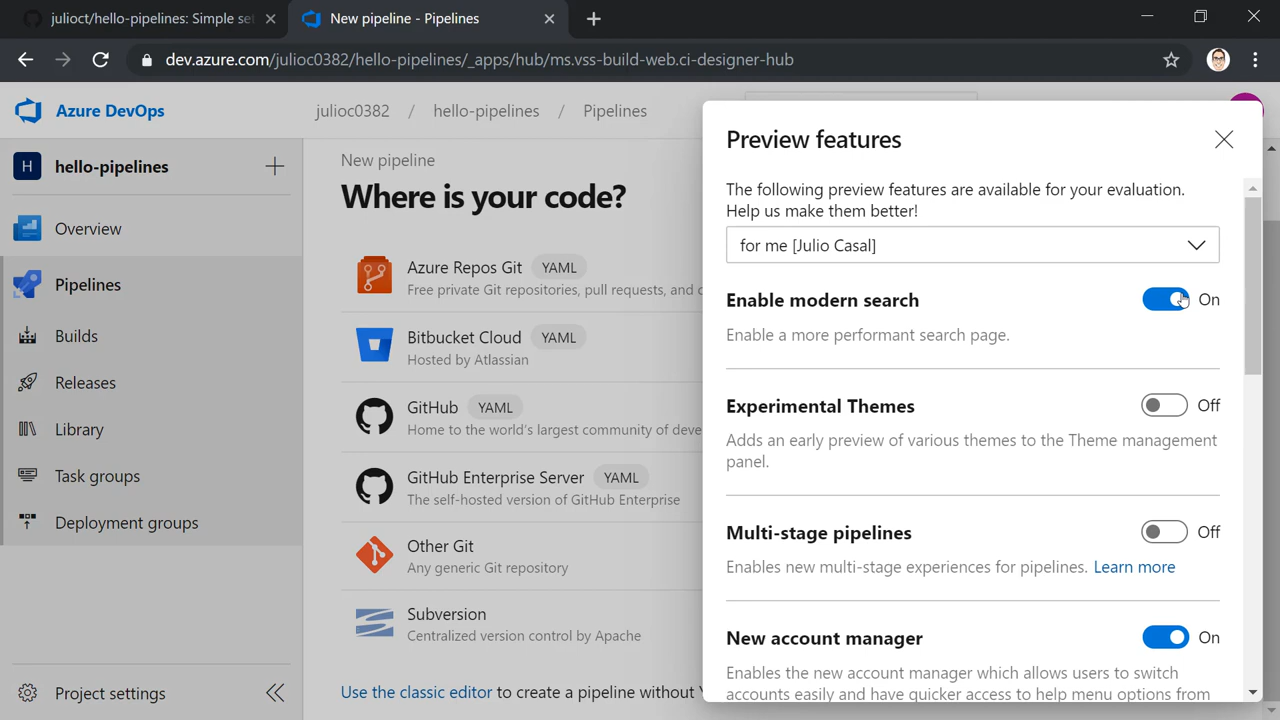 julioct/hello-pipelines: Simple se
New pipeline - Pipelines
dev.azure.com/julioc0382/hello-pipelines/_apps/hub/ms.vss-build-web.ci-designer-hub
Azure DevOps
julioc0382 / hello-pipelines / Pipelines
H hello-pipelines
Overview
Pipelines
Builds
Releases
Library
Task groups
Deployment groups
Project settings
New pipeline
Where is your code?
Azure Repos Git YAML
Free private Git repositories, pull requests, and c
Bitbucket Cloud YAML
Hosted by Atlassian
GitHub YAML
Home to the world's largest community of deve
GitHub Enterprise Server YAML
The self-hosted version of GitHub Enterprise
Other Git
Any generic Git repository
Subversion
Centralized version control by Apache
Use the classic editor to create a pipeline without
Preview features
The following preview features are available for your evaluation.
Help us make them better!
for me [Julio Casal]
Enable modern search On
Enable a more performant search page.
Experimental Themes Off
Adds an early preview of various themes to the Theme management
panel.
Multi-stage pipelines Off
Enables new multi-stage experiences for pipelines. Learn more
New account manager On
Enables the new account manager which allows users to switch
accounts easily and have quicker access to help menu options from